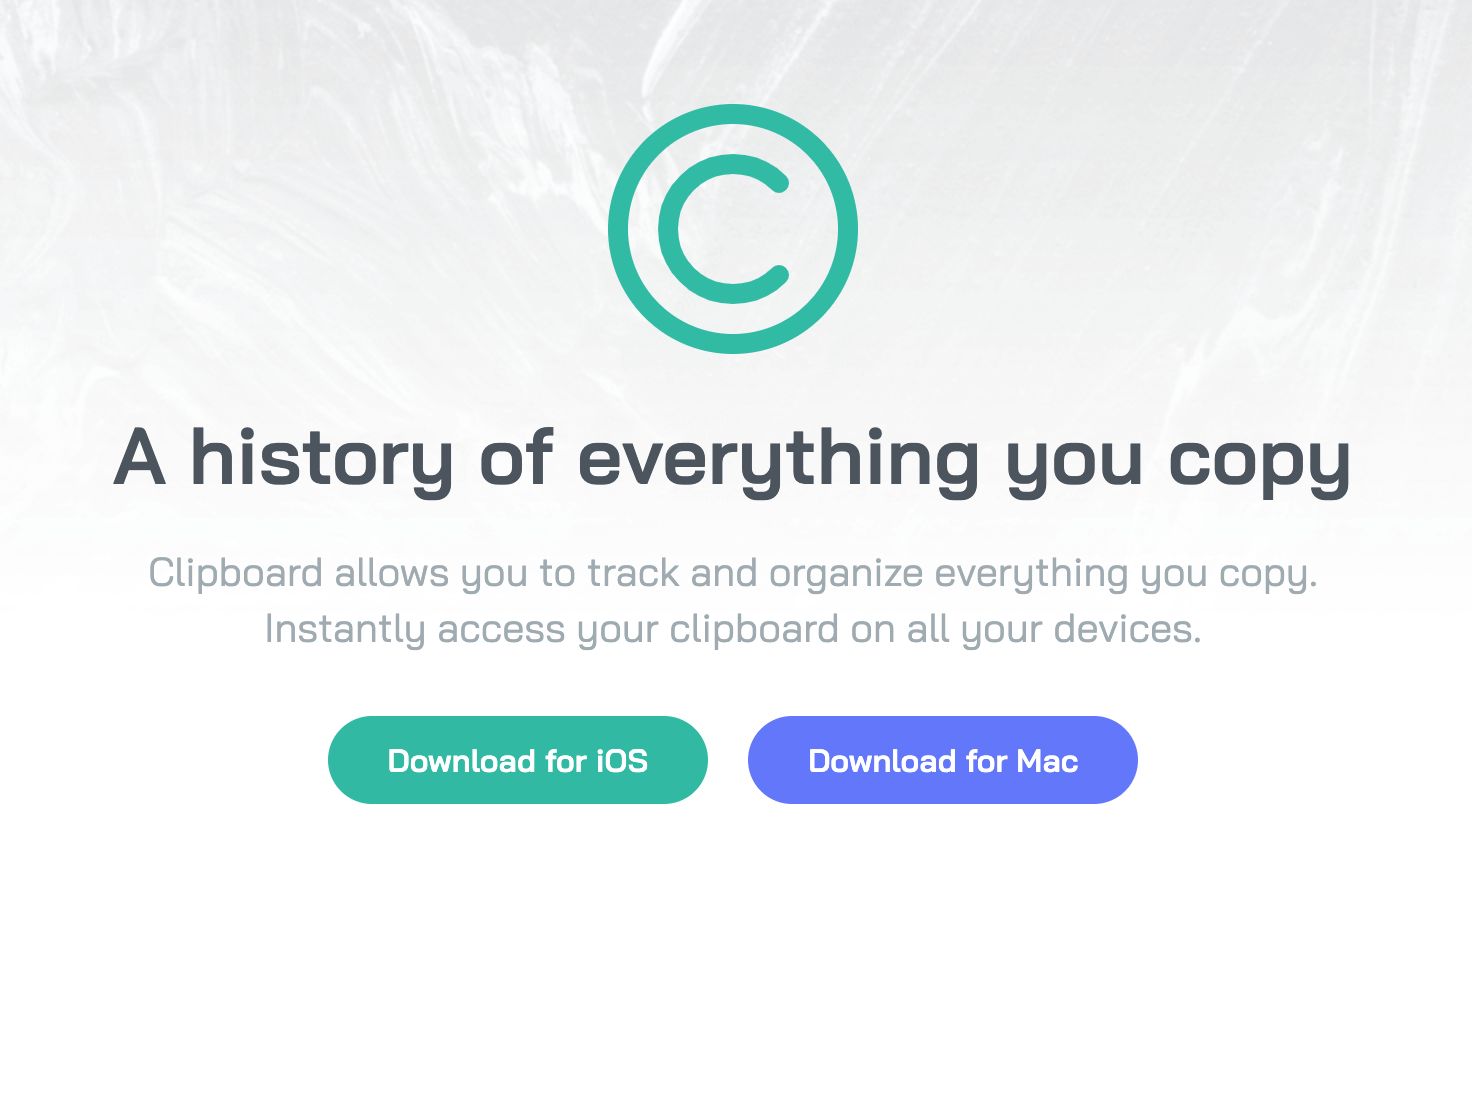 ©
A history of everything you copy
Clipboard allows you to track and organize everything you copy.
Instantly access your clipboard on all your devices.
Download for iOS
Download for Mac